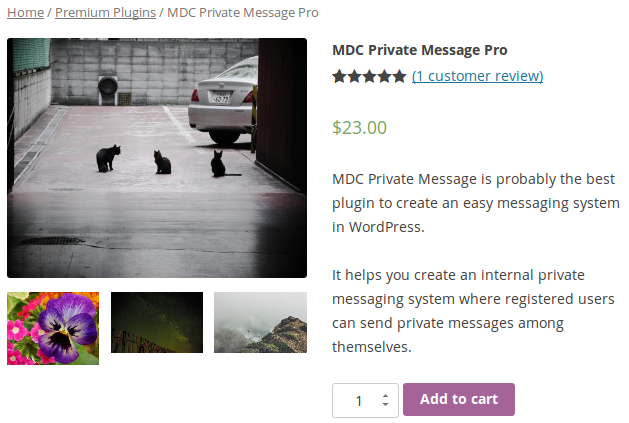 Home / Premium Plugins / MDC Private Message Pro
MDC Private Message Pro
(1 customer review)
$23.00
MDC Private Message is probably the best
plugin to create an easy messaging system
in WordPress.
It helps you create an internal private
messaging system where registered users
can send private messages among
themselves.
1
Add to cart